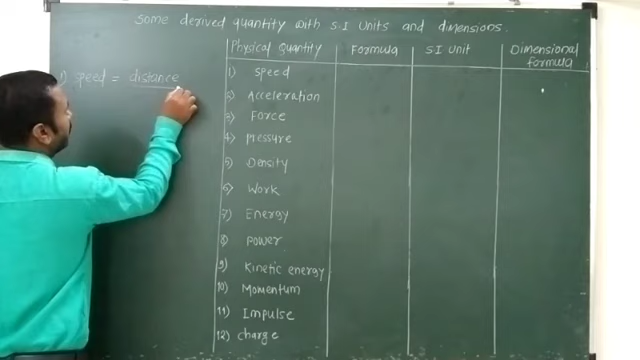 Some derived quantity with S.I Units and dimensions.
Physical Quantity Formula S.I Unit Dimensional formula
1) Speed = distance
1) Speed
2) Acceleration
3) Force
4) pressure
5) Density
6) Work
7) Energy
8) power
9) Kinetic energy
10) Momentum
11) Impulse
12) charge